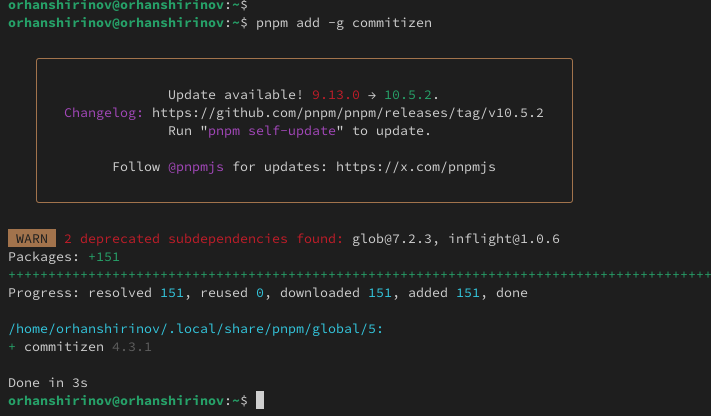 orhanshirinov@orhanshirinov:~$
orhanshirinov@orhanshirinov:~$ pnpm add -g commitizen
Update available! 9.13.0 → 10.5.2.
Changelog: https://github.com/pnpm/pnpm/releases/tag/v10.5.2
Run "pnpm self-update" to update.
Follow @pnpmjs for updates: https://x.com/pnpmjs
WARN 2 deprecated subdependencies found: glob@7.2.3, inflight@1.0.6
Packages: +151
++++++++++++++++++++++++++++++++++++++++++++++++++++++++++++++++++++++++++++++++++++++++
Progress: resolved 151, reused 0, downloaded 151, added 151, done
/home/orhanshirinov/.local/share/pnpm/global/5:
+ commitizen 4.3.1
Done in 3s
orhanshirinov@orhanshirinov:~$